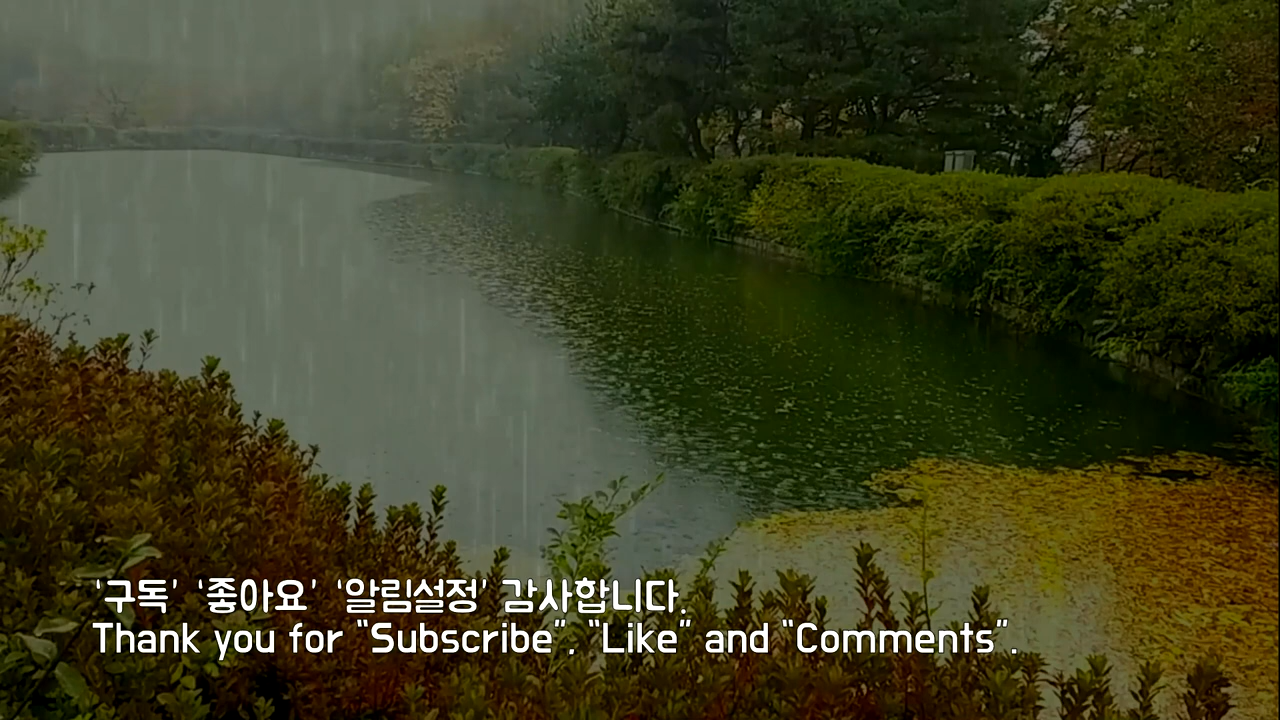 ‘구독’ ‘좋아요’ ‘알림설정’ 감사합니다.
Thank you for “Subscribe”, “Like” and “Comments”.